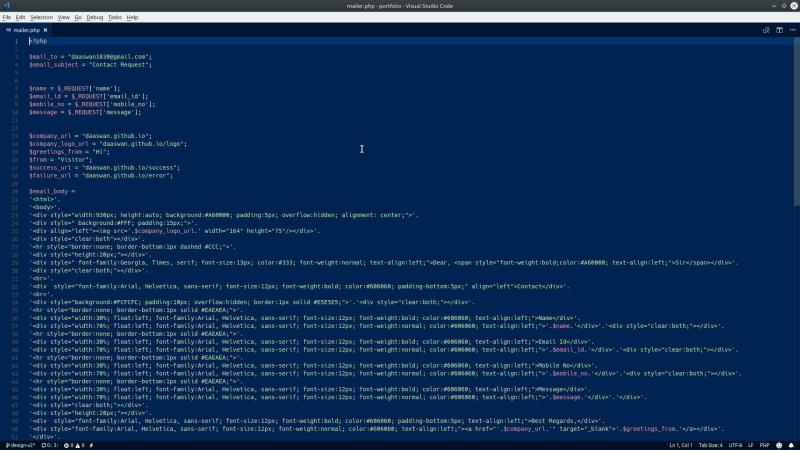 mailer.php - portfolio - Visual Studio Code
File Edit Selection View Go Debug Tasks Help
mailer.php ×
1 <?php
2
3 $mail_to = "daaswan1830@gmail.com";
4 $email_subject = "Contact Request";
5
6
7 $name = $_REQUEST['name'];
8 $email_id = $_REQUEST['email_id'];
9 $mobile_no = $_REQUEST['mobile_no'];
10 $message = $_REQUEST['message'];
11
12
13 $company_url = "daaswan.github.io";
14 $company_logo_url = "daaswan.github.io/logo";
15 $greetings_from = "Hi";
16 $from = "Visitor";
17 $success_url = "daaswan.github.io/success";
18 $failure_url = "daaswan.github.io/error";
19
20 $email_body =
21 '<html>'.
22 '<body>'.
23 '<div style="width:930px; height:auto; background:#A60000; padding:5px; overflow:hidden; alignment: center;">'.
24 '<div style=" background:#FFF; padding:15px;">'.
25 '<div align="left"><img src='.$company_logo_url.' width="164" height="75"/></div>'.
26 '<div style="clear:both"></div>'.
27 '<hr style="border:none; border-bottom:1px dashed #CCC;">'.
28 '<div style="height:20px;"></div>'.
29 '<div style=" font-family:Georgia, Times, serif; font-size:13px; color:#333; font-weight:normal; text-align:left;">Dear, <span style="font-weight:bold;color:#A60000; text-align:left;">Sir</span></div>'.
30 '<div style="clear:both;"></div>'.
31 '<br>'.
32 '<div style="font-family:Arial, Helvetica, sans-serif; font-size:12px; font-weight:bold; color:#606060; padding-bottom:5px;" align="left">Contact</div>'.
33 '<br>'.
34 '<div style="background:#FCFCFC; padding:10px; overflow:hidden; border:1px solid #E5E5E5;">'.'<div style="clear:both;"></div>'.
35 '<hr style="border:none; border-bottom:1px solid #EAEAEA;">'.
36 '<div style="width:30%; float:left; font-family:Arial, Helvetica, sans-serif; font-size:12px; font-weight:bold; color:#606060; text-align:left;">Name</div>'.
37 '<div style="width:70%; float:left; font-family:Arial, Helvetica, sans-serif; font-size:12px; font-weight:normal; color:#606060; text-align:left;">'.$name.'</div>'.'<div style="clear:both;"></div>'.
38 '<hr style="border:none; border-bottom:1px solid #EAEAEA;">'.
39 '<div style="width:30%; float:left; font-family:Arial, Helvetica, sans-serif; font-size:12px; font-weight:bold; color:#606060; text-align:left;">Email Id</div>'.
40 '<div style="width:70%; float:left; font-family:Arial, Helvetica, sans-serif; font-size:12px; font-weight:normal; color:#606060; text-align:left;">'.$email_id.'</div>'.'<div style="clear:both;"></div>'.
41 '<hr style="border:none; border-bottom:1px solid #EAEAEA;">'.
42 '<div style="width:30%; float:left; font-family:Arial, Helvetica, sans-serif; font-size:12px; font-weight:bold; color:#606060; text-align:left;">Mobile No</div>'.
43 '<div style="width:70%; float:left; font-family:Arial, Helvetica, sans-serif; font-size:12px; font-weight:normal; color:#606060; text-align:left;">'.$mobile_no.'</div>'.'<div style="clear:both;"></div>'.
44 '<hr style="border:none; border-bottom:1px solid #EAEAEA;">'.
45 '<div style="width:30%; float:left; font-family:Arial, Helvetica, sans-serif; font-size:12px; font-weight:bold; color:#606060; text-align:left;">Message</div>'.
46 '<div style="width:70%; float:left; font-family:Arial, Helvetica, sans-serif; font-size:12px; font-weight:normal; color:#606060; text-align:left;">'.$message.'</div>'.'</div>'.
47 '<div style="clear:both;"></div>'.
48 '<div style="height:20px;"></div>'.
49 '<div style="font-family:Arial, Helvetica, sans-serif; font-size:12px; font-weight:bold; color:#606060; text-align:left;">Best Regards,</div>'.
50 '<div style="font-family:Arial, Helvetica, sans-serif; font-size:12px; font-weight:normal; color:#606060; text-align:left;"><a href="'.$company_url.'" target="_blank">'.$greetings_from.'</a></div>'.
51 '</div>'.
design-v2* 0↓ 3↑ 0 0 Ln 1, Col 1 Tab Size: 4 UTF-8 LF PHP